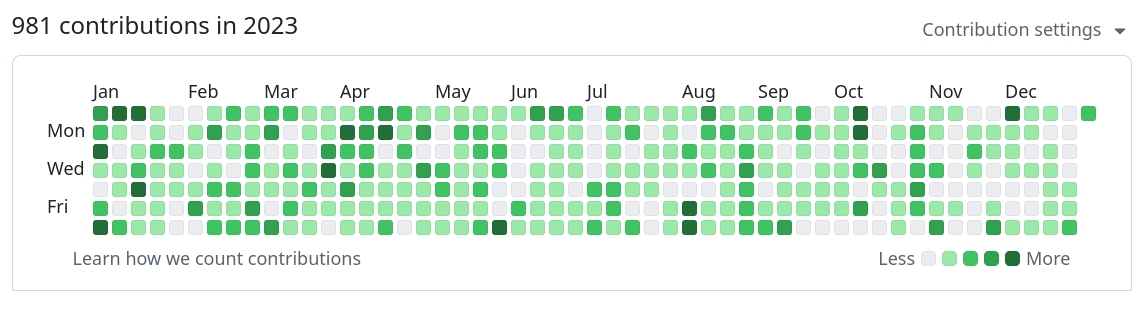 981 contributions in 2023
Contribution settings
Jan Feb Mar Apr May Jun Jul Aug Sep Oct Nov Dec
Mon
Wed
Fri
Learn how we count contributions
Less More